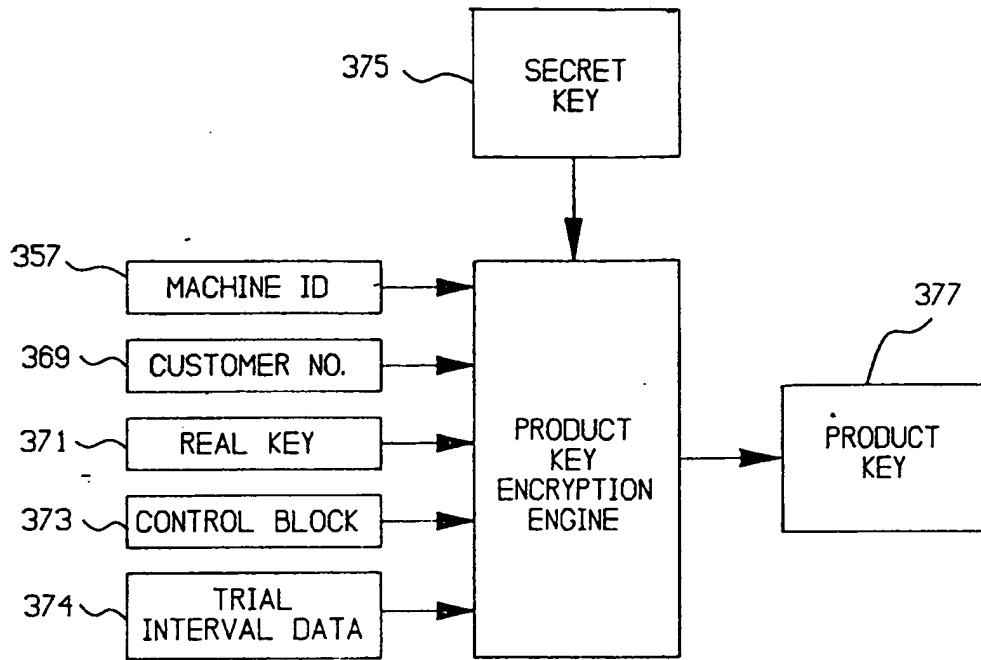 375
SECRET
KEY
357
MACHINE ID
369
CUSTOMER NO.
371
REAL KEY
373
CONTROL BLOCK
374
TRIAL
INTERVAL DATA
PRODUCT
KEY
ENCRYPTION
ENGINE
377
PRODUCT
KEY